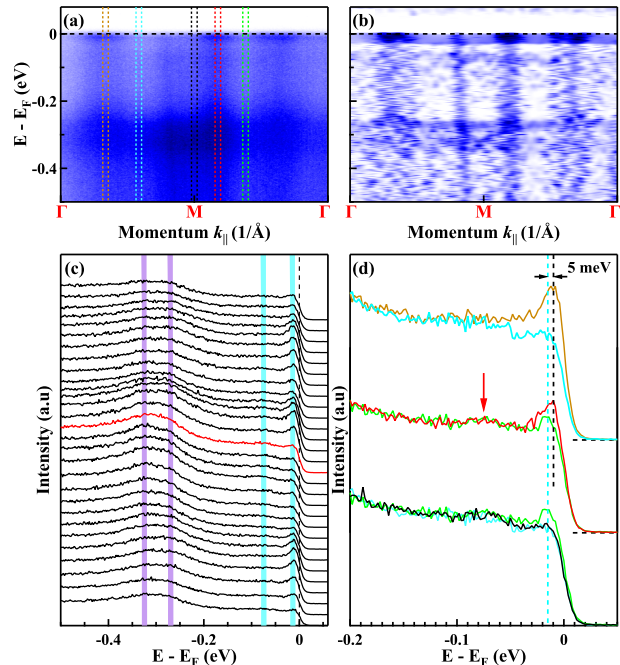 (a)
(b)
0
-0.2
-0.4
E - E_F (eV)
Γ M Γ
Γ M Γ
Momentum k_|| (1/Å)
Momentum k_|| (1/Å)
(c)
(d)
5 meV
Intensity (a.u)
Intensity (a.u)
-0.4 -0.2 0
-0.2 -0.1 0
E - E_F (eV)
E - E_F (eV)